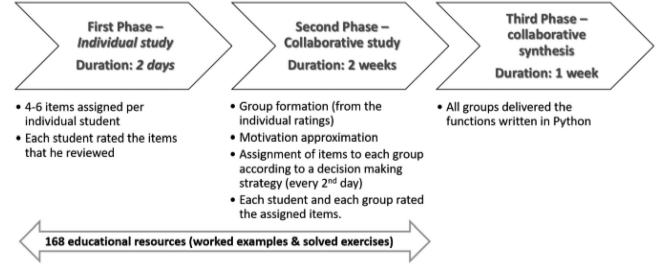 First Phase –
Individual study
Duration: 2 days
Second Phase –
Collaborative study
Duration: 2 weeks
Third Phase –
collaborative
synthesis
Duration: 1 week
• 4-6 items assigned per
individual student
• Each student rated the items
that he reviewed
• Group formation (from the
individual ratings)
• Motivation approximation
• Assignment of items to each group
according to a decision making
strategy (every 2nd day)
• Each student and each group rated
the assigned items.
• All groups delivered the
functions written in Python
168 educational resources (worked examples & solved exercises)